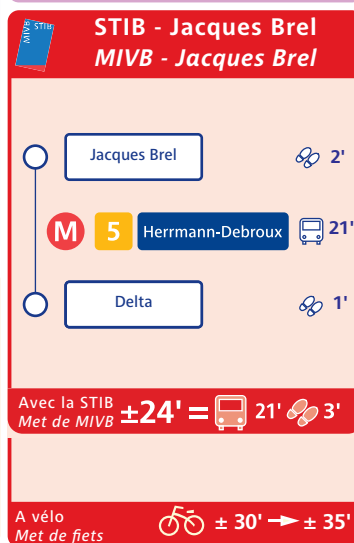 MIVB STIB
STIB - Jacques Brel
MIVB - Jacques Brel
Jacques Brel 2'
M 5 Herrmann-Debroux 21'
Delta 1'
Avec la STIB
Met de MIVB
±24' = 21' 3'
A vélo
Met de fiets
± 30' ± 35'